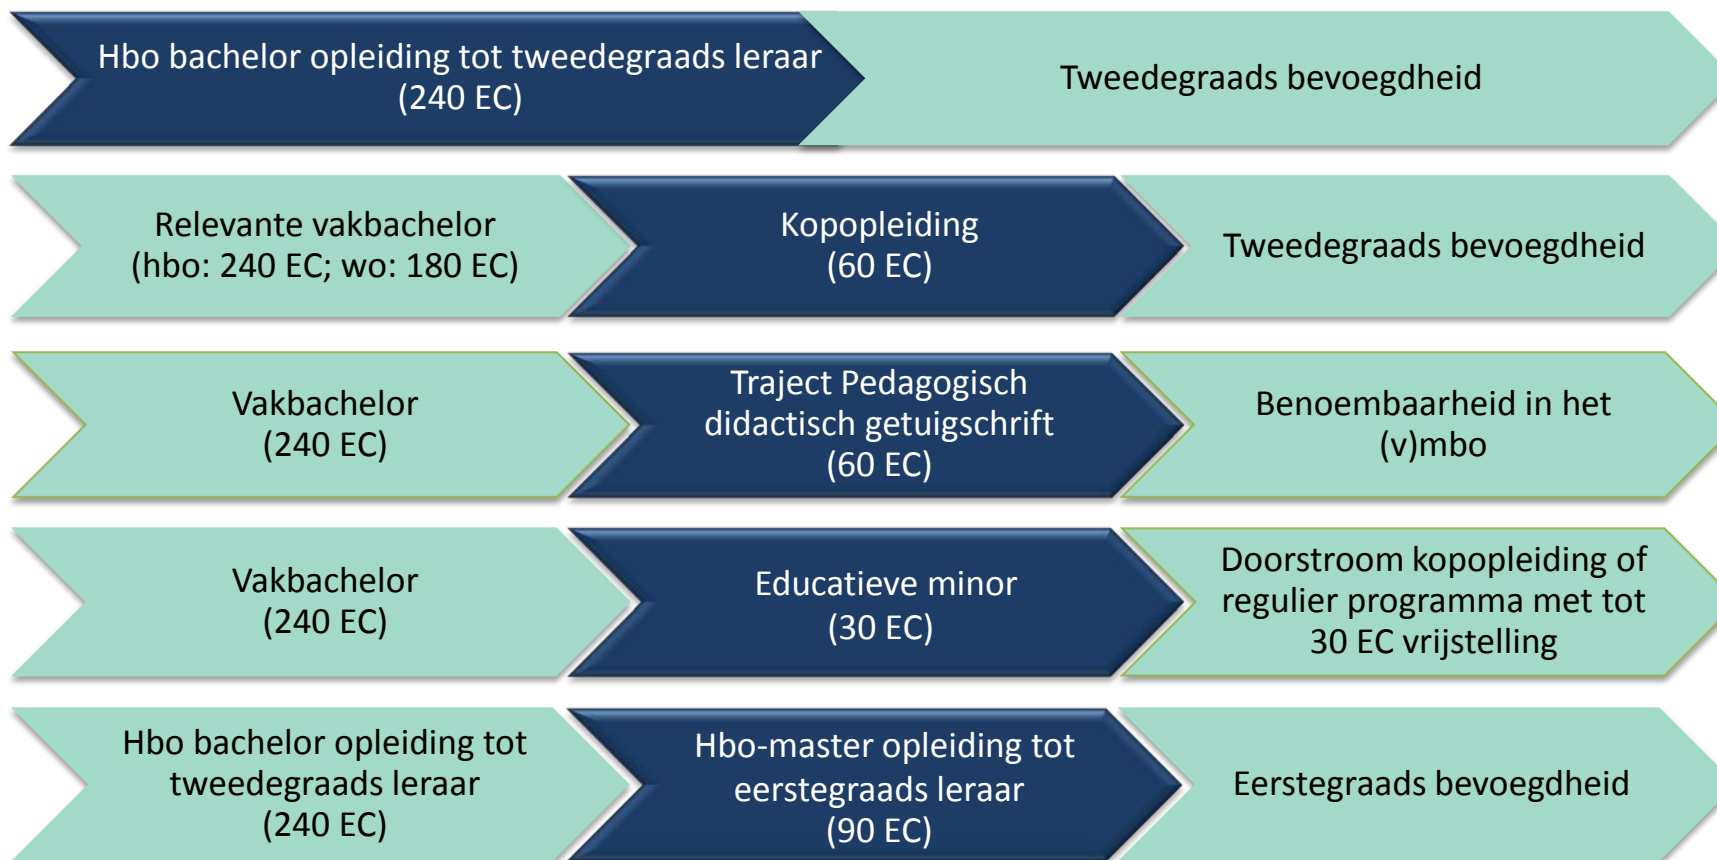 Hbo bachelor opleiding tot tweedegraads leraar
(240 EC)
Tweedegraads bevoegdheid
Relevante vakbachelor
(hbo: 240 EC; wo: 180 EC)
Kopopleiding
(60 EC)
Tweedegraads bevoegdheid
Vakbachelor
(240 EC)
Traject Pedagogisch
didactisch getuigschrift
(60 EC)
Benoembaarheid in het
(v)mbo
Vakbachelor
(240 EC)
Educatieve minor
(30 EC)
Doorstroom kopopleiding of
regulier programma met tot
30 EC vrijstelling
Hbo bachelor opleiding tot
tweedegraads leraar
(240 EC)
Hbo-master opleiding tot
eerstegraads leraar
(90 EC)
Eerstegraads bevoegdheid